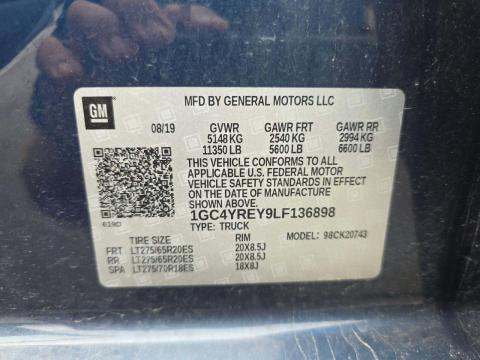 GM
MFD BY GENERAL MOTORS LLC
08/19 GVWR GAWR FRT GAWR RR
5148 KG 2540 KG 2994 KG
11350 LB 5600 LB 6600 LB
THIS VEHICLE CONFORMS TO ALL
APPLICABLE U.S. FEDERAL MOTOR
VEHICLE SAFETY STANDARDS IN EFFECT
ON THE DATE OF MANUFACTURE SHOWN ABOVE.
1GC4YREY9LF136898
TYPE: TRUCK MODEL: 98CK20743
619D
TIRE SIZE RIM
FRT LT275/65R20ES 20X8.5J
RR LT275/65R20ES 20X8.5J
SPA LT275/70R18ES 18X8J